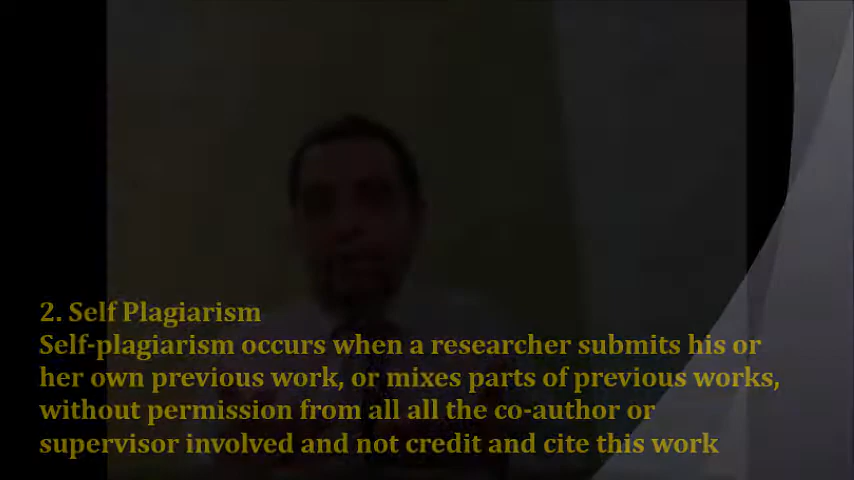 2. Self Plagiarism
Self-plagiarism occurs when a researcher submits his or
her own previous work, or mixes parts of previous works,
without permission from all all the co-author or
supervisor involved and not credit and cite this work